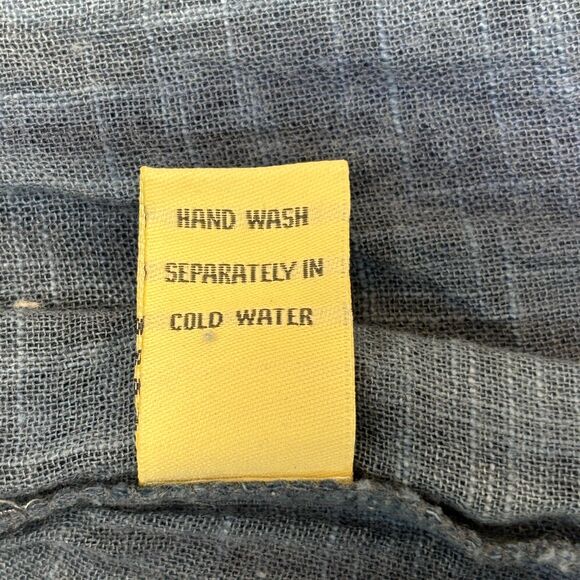 HAND WASH
SEPARATELY IN
COLD WATER